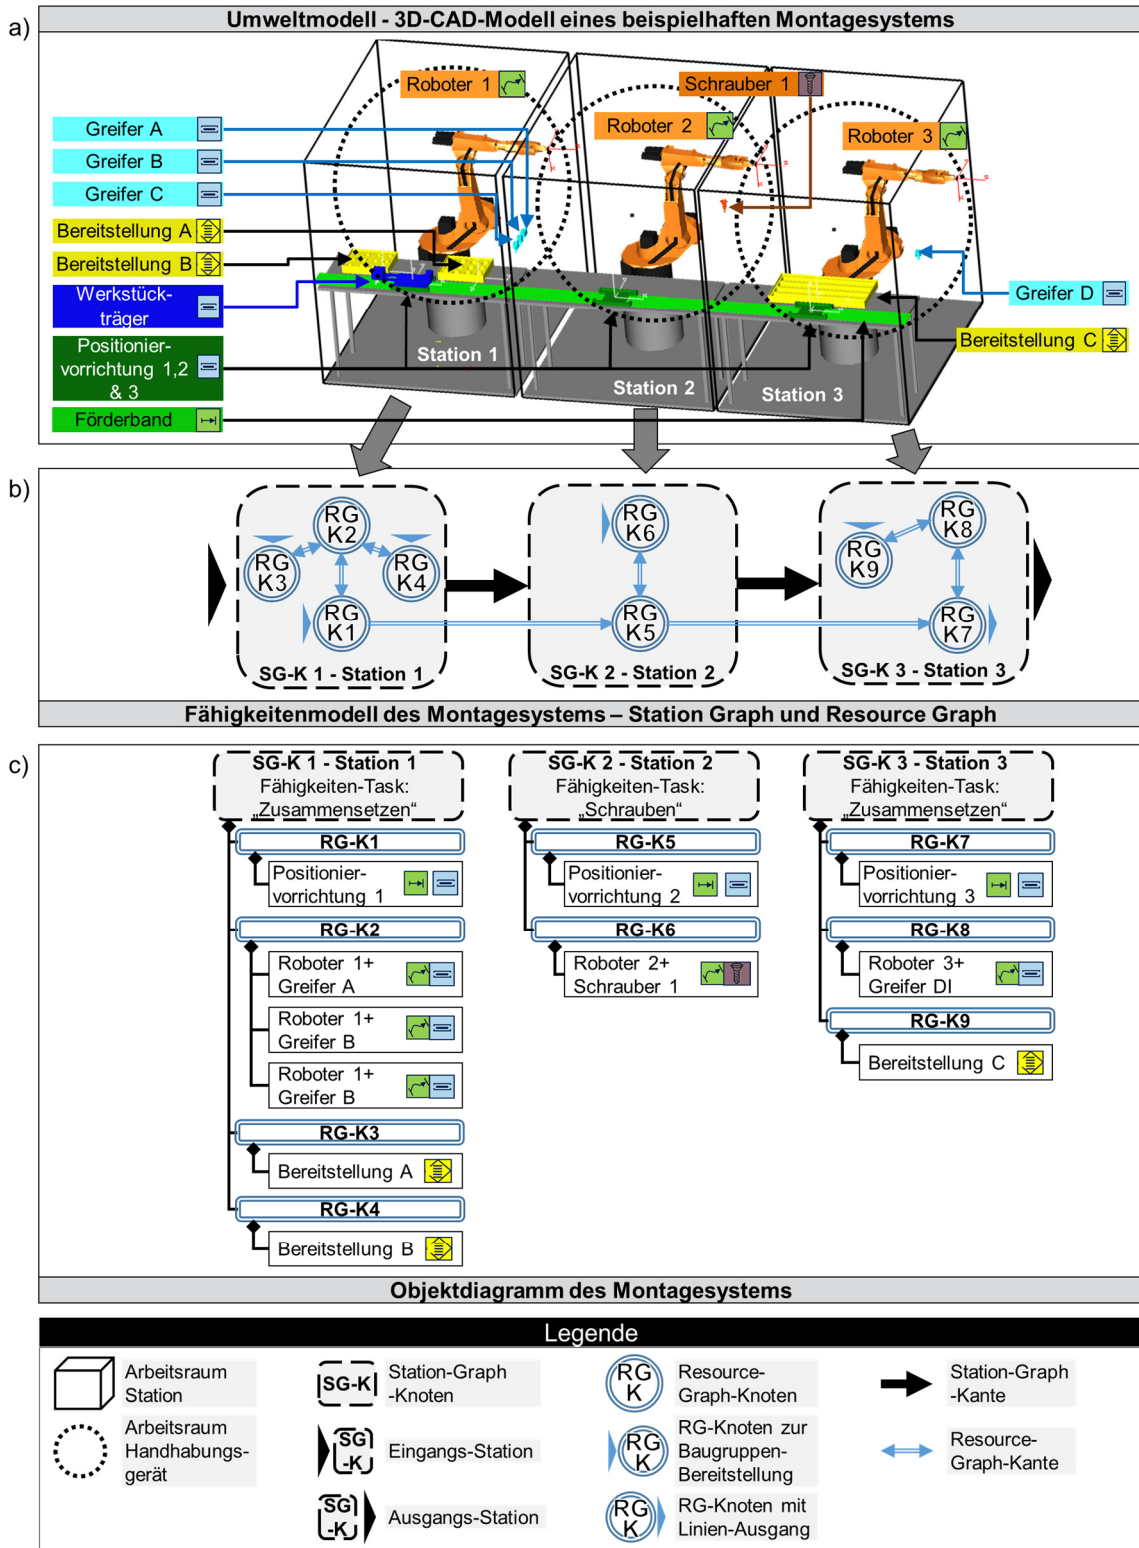 a)
Umweltmodell - 3D-CAD-Modell eines beispielhaften Montagesystems
Roboter 1
Schrauber 1
Roboter 2
Roboter 3
Greifer A
Greifer B
Greifer C
Bereitstellung A
Bereitstellung B
Werkstück-
träger
Positionier-
vorrichtung 1,2
& 3
Förderband
Greifer D
Bereitstellung C
Station 1
Station 2
Station 3
b)
RG
K2
RG
K3
RG
K4
RG
K1
SG-K 1 - Station 1
RG
K6
RG
K5
SG-K 2 - Station 2
RG
K8
RG
K9
RG
K7
SG-K 3 - Station 3
Fähigkeitenmodell des Montagesystems – Station Graph und Resource Graph
c)
SG-K 1 - Station 1
Fähigkeiten-Task:
„Zusammensetzen“
RG-K1
Positionier-
vorrichtung 1
RG-K2
Roboter 1+
Greifer A
Roboter 1+
Greifer B
Roboter 1+
Greifer B
RG-K3
Bereitstellung A
RG-K4
Bereitstellung B
SG-K 2 - Station 2
Fähigkeiten-Task:
„Schrauben“
RG-K5
Positionier-
vorrichtung 2
RG-K6
Roboter 2+
Schrauber 1
SG-K 3 - Station 3
Fähigkeiten-Task:
„Zusammensetzen“
RG-K7
Positionier-
vorrichtung 3
RG-K8
Roboter 3+
Greifer DI
RG-K9
Bereitstellung C
Objektdiagramm des Montagesystems
Legende
Arbeitsraum
Station
Arbeitsraum
Handhabungs-
gerät
SG-K
Station-Graph
-Knoten
SG
-K
Eingangs-Station
SG
-K
Ausgangs-Station
RG
K
Resource-
Graph-Knoten
RG
K
RG-Knoten zur
Baugruppen-
Bereitstellung
RG
K
RG-Knoten mit
Linien-Ausgang
Station-Graph
-Kante
Resource-
Graph-Kante